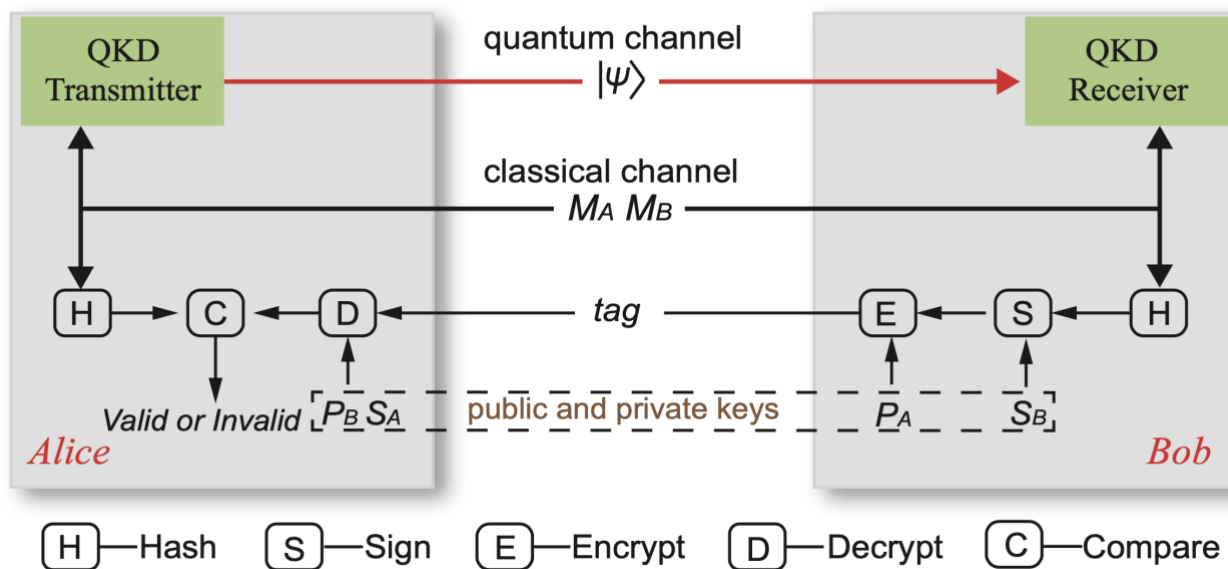 QKD
Transmitter
quantum channel
|ψ⟩
QKD
Receiver
classical channel
MA MB
H
C
D
tag
E
S
H
Valid or Invalid
PB SA
public and private keys
PA
SB
Alice
Bob
H—Hash
S—Sign
E—Encrypt
D—Decrypt
C—Compare